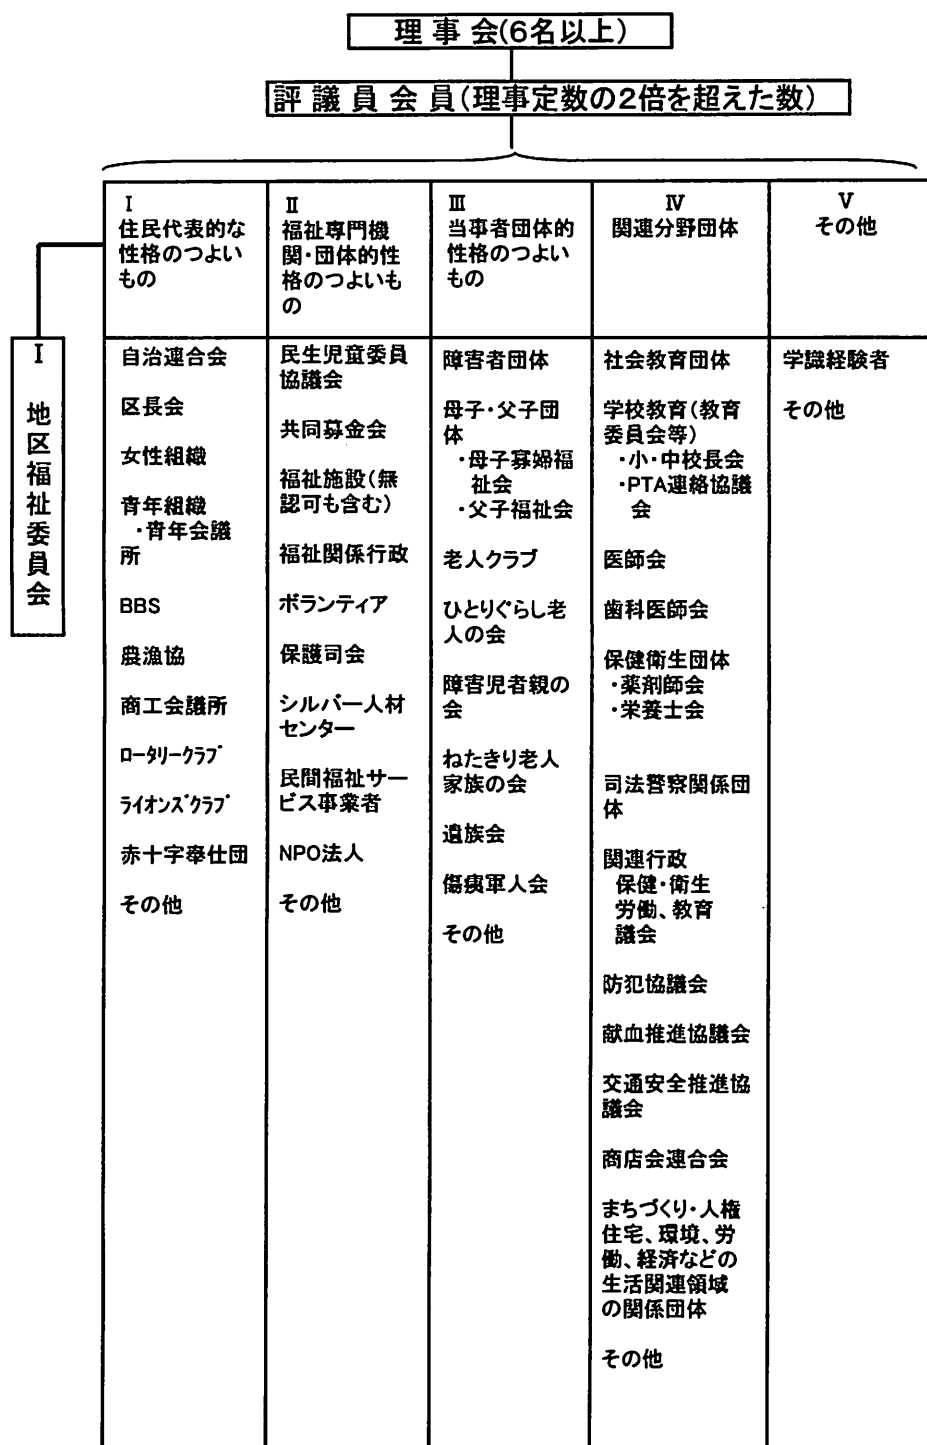 理事会(6名以上)
評議員会員(理事定数の2倍を超えた数)
Ⅰ
住民代表的な
性格のつよい
もの
Ⅱ
福祉専門機
関・団体的性
格のつよいも
の
Ⅲ
当事者団体的
性格のつよい
もの
Ⅳ
関連分野団体
Ⅴ
その他
Ⅰ
地区福祉委員会
自治連合会
区長会
女性組織
青年組織
・青年会議
所
BBS
農漁協
商工会議所
ロータリークラブ
ライオンズクラブ
赤十字奉仕団
その他
民生児童委員
協議会
共同募金会
福祉施設(無
認可も含む)
福祉関係行政
ボランティア
保護司会
シルバー人材
センター
民間福祉サー
ビス事業者
NPO法人
その他
障害者団体
母子・父子団
体
・母子寡婦福
祉会
・父子福祉会
老人クラブ
ひとりぐらし老
人の会
障害児者親の
会
ねたきり老人
家族の会
遺族会
傷痍軍人会
その他
社会教育団体
学校教育(教育
委員会等)
・小・中校長会
・PTA連絡協議
会
医師会
歯科医師会
保健衛生団体
・薬剤師会
・栄養士会
司法警察関係団
体
関連行政
保健・衛生
労働、教育
議会
防犯協議会
献血推進協議会
交通安全推進協
議会
商店会連合会
まちづくり・人権
住宅、環境、労
働、経済などの
生活関連領域
の関係団体
その他
学識経験者
その他